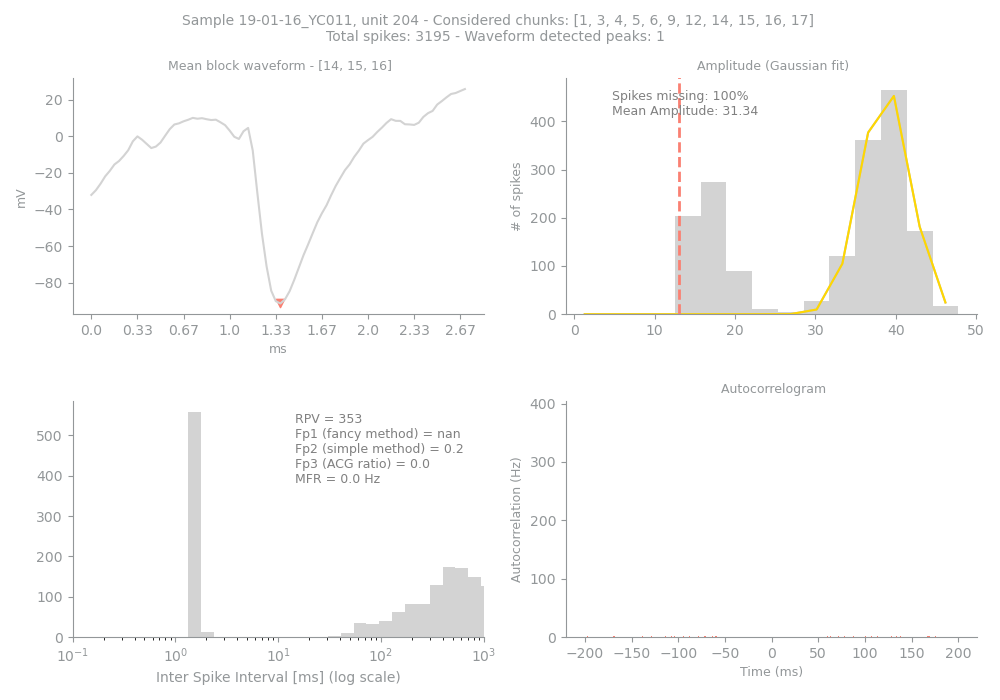 Sample 19-01-16_YC011, unit 204 - Considered chunks: [1, 3, 4, 5, 6, 9, 12, 14, 15, 16, 17]
Total spikes: 3195 - Waveform detected peaks: 1
Mean block waveform - [14, 15, 16]
20
0
−20
−40
−60
−80
mV
0.0 0.33 0.67 1.0 1.33 1.67 2.0 2.33 2.67
ms
Amplitude (Gaussian fit)
Spikes missing: 100%
Mean Amplitude: 31.34
400
300
200
100
0
# of spikes
0 10 20 30 40 50
RPV = 353
Fp1 (fancy method) = nan
Fp2 (simple method) = 0.2
Fp3 (ACG ratio) = 0.0
MFR = 0.0 Hz
500
400
300
200
100
0
10⁻¹ 10⁰ 10¹ 10² 10³
Inter Spike Interval [ms] (log scale)
Autocorrelogram
400
300
200
100
0
Autocorrelation (Hz)
−200 −150 −100 −50 0 50 100 150 200
Time (ms)